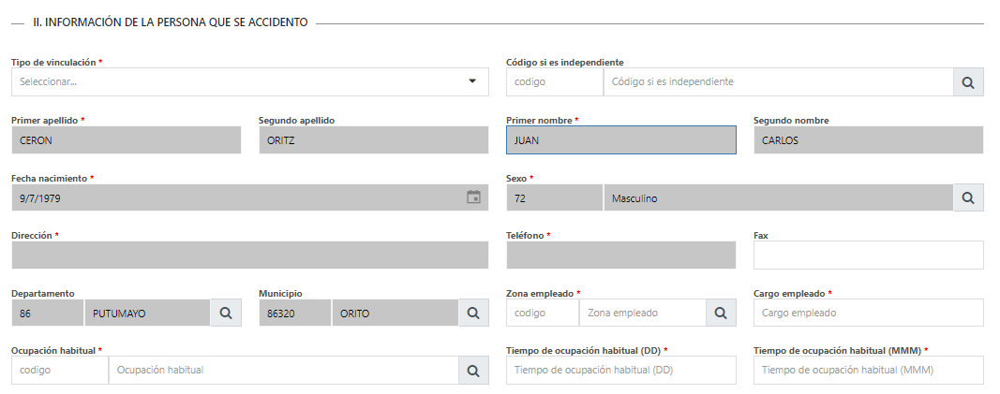 II. INFORMACIÓN DE LA PERSONA QUE SE ACCIDENTO
Tipo de vinculación * Código si es independiente
Seleccionar... codigo Código si es independiente
Primer apellido * Segundo apellido Primer nombre * Segundo nombre
CERON ORITZ JUAN CARLOS
Fecha nacimiento * Sexo *
9/7/1979 72 Masculino
Dirección * Teléfono * Fax
Departamento Municipio Zona empleado * Cargo empleado *
86 PUTUMAYO 86320 ORITO codigo Zona empleado Cargo empleado
Ocupación habitual * Tiempo de ocupación habitual (DD) * Tiempo de ocupación habitual (MMM) *
codigo Ocupación habitual Tiempo de ocupación habitual (DD) Tiempo de ocupación habitual (MMM)